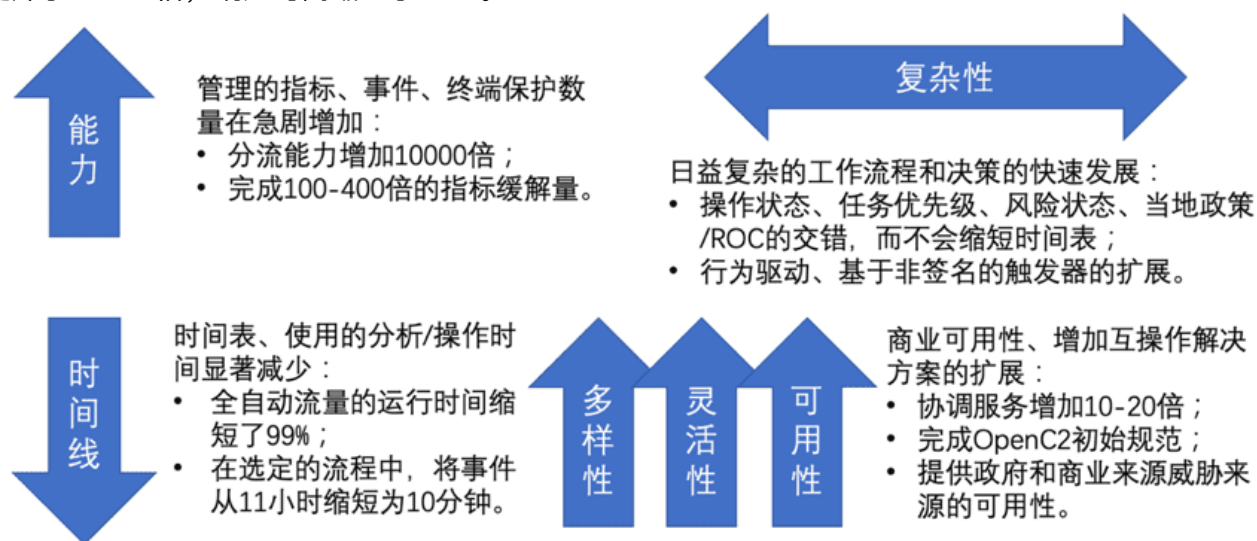 能力
管理的指标、事件、终端保护数
量在急剧增加：
• 分流能力增加10000倍；
• 完成100-400倍的指标缓解量。
复杂性
日益复杂的工作流程和决策的快速发展：
• 操作状态、任务优先级、风险状态、当地政策
/ROC的交错，而不会缩短时间表；
• 行为驱动、基于非签名的触发器的扩展。
时间线
时间表、使用的分析/操作时
间显著减少：
• 全自动流量的运行时间缩
短了99%；
• 在选定的流程中，将事件
从11小时缩短为10分钟。
多样性
灵活性
可用性
商业可用性、增加互操作解决
方案的扩展：
• 协调服务增加10-20倍；
• 完成OpenC2初始规范；
• 提供政府和商业来源威胁来
源的可用性。